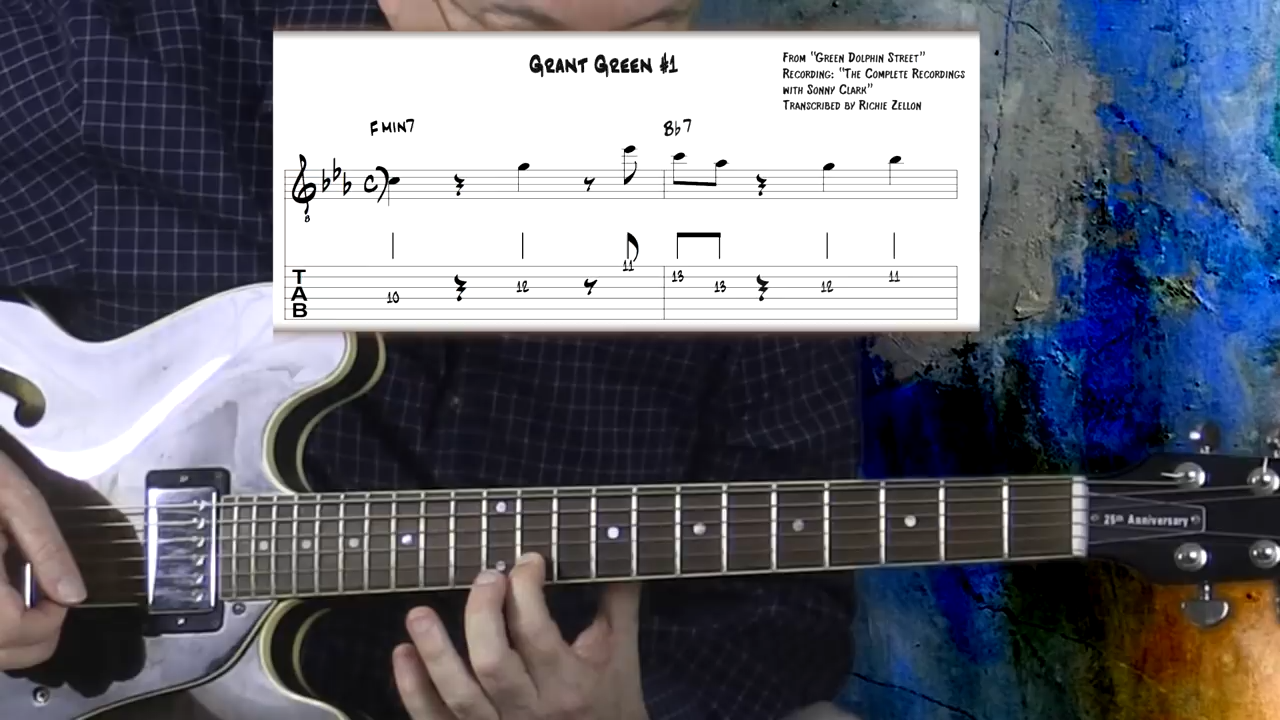 GRANT GREEN #1
FROM "GREEN DOLPHIN STREET"
RECORDING: "THE COMPLETE RECORDINGS
WITH SONNY CLARK"
TRANSCRIBED BY RICHIE ZELLON
FMIN7 Bb7
8
T
A
B
10 12 11 13 13 12 11
25th Anniversary